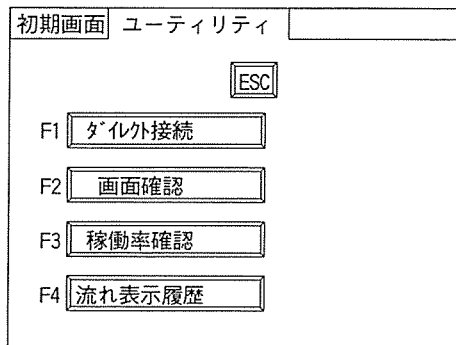 初期画面 ユーティリティ
ESC
F1 ﾀﾞｲﾚｸﾄ接続
F2 画面確認
F3 稼働率確認
F4 流れ表示履歴